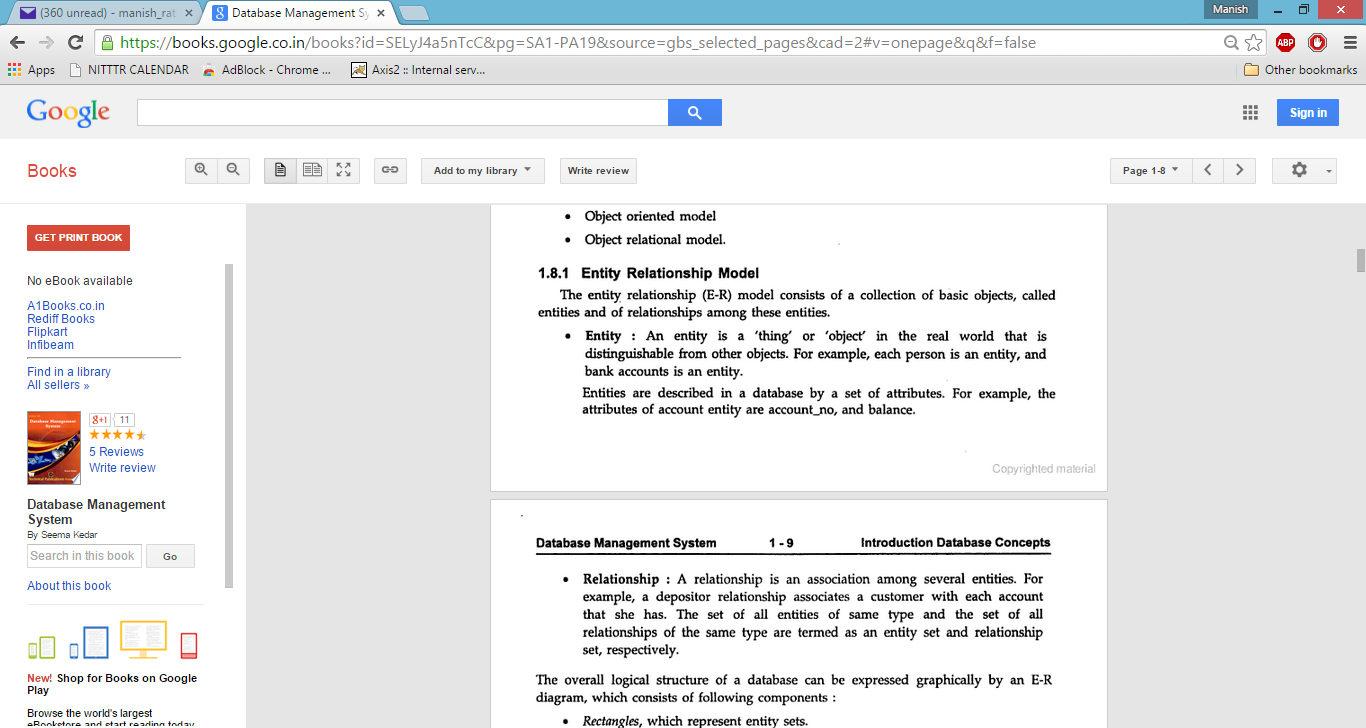 (360 unread) - manish_rat
Database Management Sy
Manish
https://books.google.co.in/books?id=SELyJ4a5nTcC&pg=SA1-PA19&source=gbs_selected_pages&cad=2#v=onepage&q&f=false
ABP
Apps
NITTTR CALENDAR
AdBlock - Chrome ...
Axis2 :: Internal serv...
Other bookmarks
Google
Sign in
Books
Add to my library
Write review
Page 1-8
GET PRINT BOOK
No eBook available
A1Books.co.in
Rediff Books
Flipkart
Infibeam
Find in a library
All sellers »
g+1 11
5 Reviews
Write review
Database Management
System
By Seema Kedar
Search in this book
Go
About this book
New! Shop for Books on Google
Play
Browse the world's largest
eBookstore and start reading today
• Object oriented model
• Object relational model.
1.8.1 Entity Relationship Model
The entity relationship (E-R) model consists of a collection of basic objects, called
entities and of relationships among these entities.
• Entity : An entity is a 'thing' or 'object' in the real world that is
distinguishable from other objects. For example, each person is an entity, and
bank accounts is an entity.
Entities are described in a database by a set of attributes. For example, the
attributes of account entity are account_no, and balance.
Copyrighted material
Database Management System 1 - 9 Introduction Database Concepts
• Relationship : A relationship is an association among several entities. For
example, a depositor relationship associates a customer with each account
that she has. The set of all entities of same type and the set of all
relationships of the same type are termed as an entity set and relationship
set, respectively.
The overall logical structure of a database can be expressed graphically by an E-R
diagram, which consists of following components :
• Rectangles, which represent entity sets.